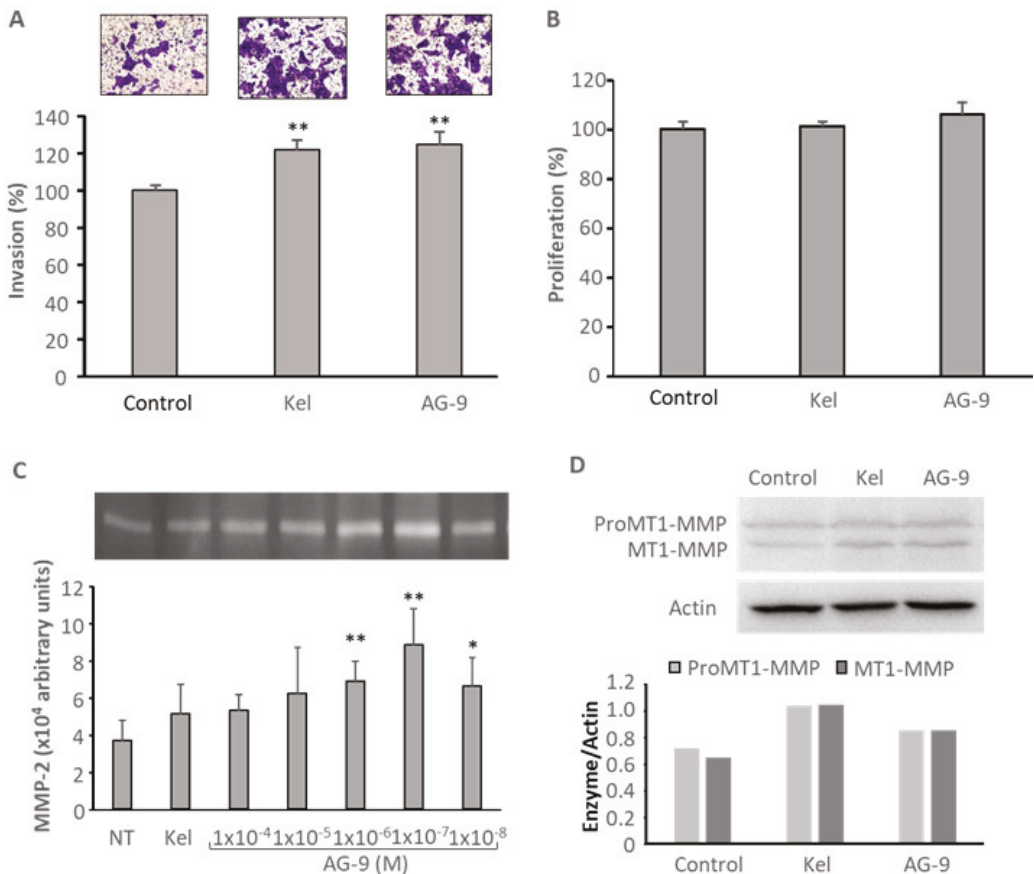 A
** **
140
120
100
80
60
40
20
0
Invasion (%)
Control Kel AG-9
B
120
100
80
60
40
20
0
Proliferation (%)
Control Kel AG-9
C
12
10
8
6
4
2
0
MMP-2 (x10⁴ arbitrary units)
** ** *
NT Kel 1x10⁻⁴ 1x10⁻⁵ 1x10⁻⁶ 1x10⁻⁷ 1x10⁻⁸
AG-9 (M)
D
Control Kel AG-9
ProMT1-MMP
MT1-MMP
Actin
ProMT1-MMP MT1-MMP
1.2
1.0
0.8
0.6
0.4
0.2
0
Enzyme/Actin
Control Kel AG-9